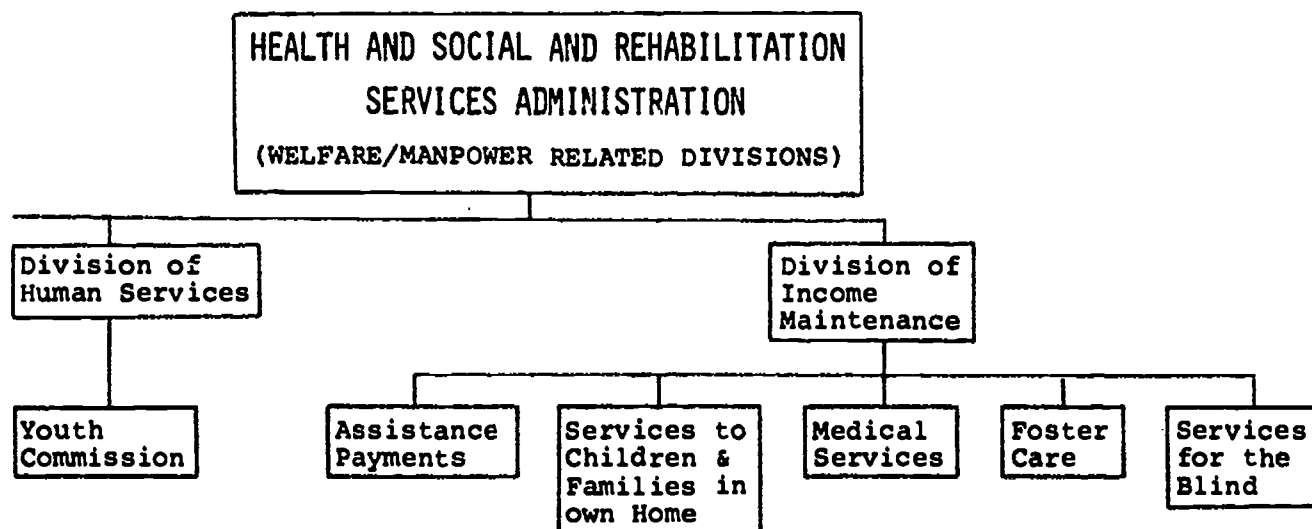 HEALTH AND SOCIAL AND REHABILITATION
SERVICES ADMINISTRATION
(WELFARE/MANPOWER RELATED DIVISIONS)
Division of
Human Services
Division of
Income
Maintenance
Youth
Commission
Assistance
Payments
Services to
Children &
Families in
own Home
Medical
Services
Foster
Care
Services
for the
Blind